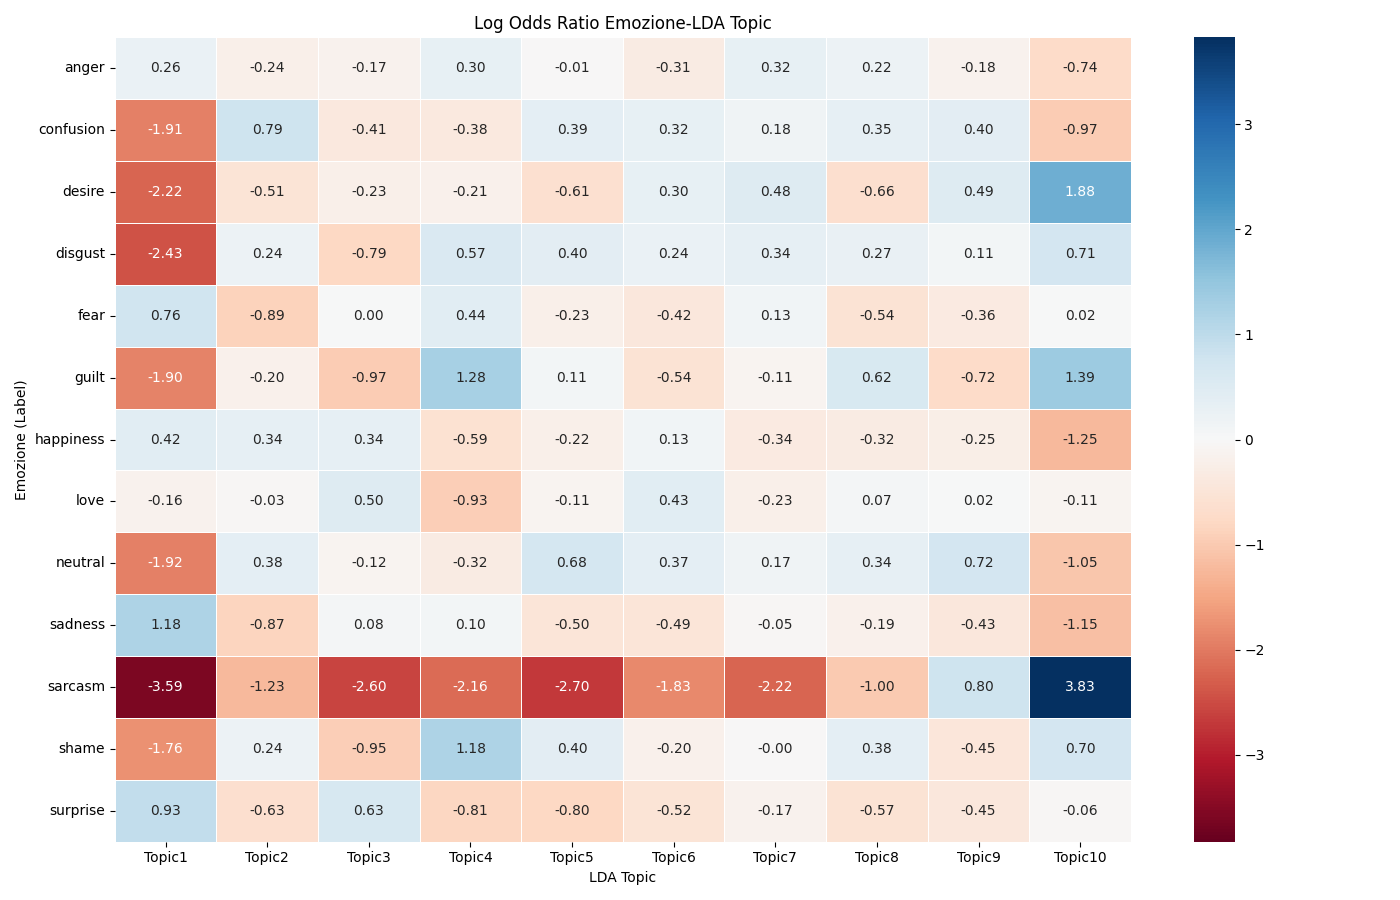 Log Odds Ratio Emozione-LDA Topic
Emozione (Label)
anger 0.26 -0.24 -0.17 0.30 -0.01 -0.31 0.32 0.22 -0.18 -0.74
confusion -1.91 0.79 -0.41 -0.38 0.39 0.32 0.18 0.35 0.40 -0.97
desire -2.22 -0.51 -0.23 -0.21 -0.61 0.30 0.48 -0.66 0.49 1.88
disgust -2.43 0.24 -0.79 0.57 0.40 0.24 0.34 0.27 0.11 0.71
fear 0.76 -0.89 0.00 0.44 -0.23 -0.42 0.13 -0.54 -0.36 0.02
guilt -1.90 -0.20 -0.97 1.28 0.11 -0.54 -0.11 0.62 -0.72 1.39
happiness 0.42 0.34 0.34 -0.59 -0.22 0.13 -0.34 -0.32 -0.25 -1.25
love -0.16 -0.03 0.50 -0.93 -0.11 0.43 -0.23 0.07 0.02 -0.11
neutral -1.92 0.38 -0.12 -0.32 0.68 0.37 0.17 0.34 0.72 -1.05
sadness 1.18 -0.87 0.08 0.10 -0.50 -0.49 -0.05 -0.19 -0.43 -1.15
sarcasm -3.59 -1.23 -2.60 -2.16 -2.70 -1.83 -2.22 -1.00 0.80 3.83
shame -1.76 0.24 -0.95 1.18 0.40 -0.20 -0.00 0.38 -0.45 0.70
surprise 0.93 -0.63 0.63 -0.81 -0.80 -0.52 -0.17 -0.57 -0.45 -0.06
Topic1 Topic2 Topic3 Topic4 Topic5 Topic6 Topic7 Topic8 Topic9 Topic10
LDA Topic
3
2
1
0
−1
−2
−3